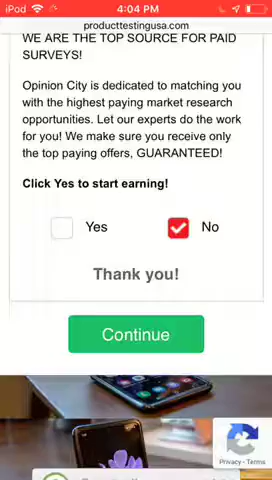 iPod 4:04 PM
producttestingusa.com
WE ARE THE TOP SOURCE FOR PAID
SURVEYS!
Opinion City is dedicated to matching you
with the highest paying market research
opportunities. Let our experts do the work
for you! We make sure you receive only
the top paying offers, GUARANTEED!
Click Yes to start earning!
Yes No
Thank you!
Continue
Privacy - Terms